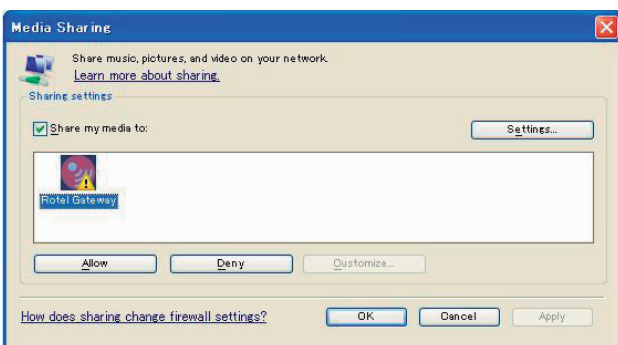 Media Sharing
Share music, pictures, and video on your network.
Learn more about sharing.
Sharing settings
Share my media to:
Settings...
Rotel Gateway
Allow
Deny
Customize...
How does sharing change firewall settings?
OK
Cancel
Apply